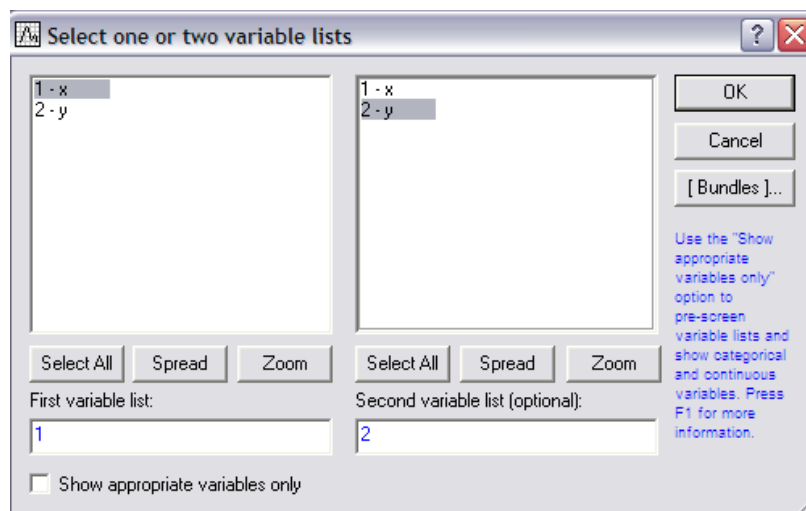 Select one or two variable lists
1 - x
2 - y
1 - x
2 - y
OK
Cancel
[ Bundles ]...
Use the "Show
appropriate
variables only"
option to
pre-screen
variable lists and
show categorical
and continuous
variables. Press
F1 for more
information.
Select All Spread Zoom
Select All Spread Zoom
First variable list:
Second variable list (optional):
1
2
Show appropriate variables only